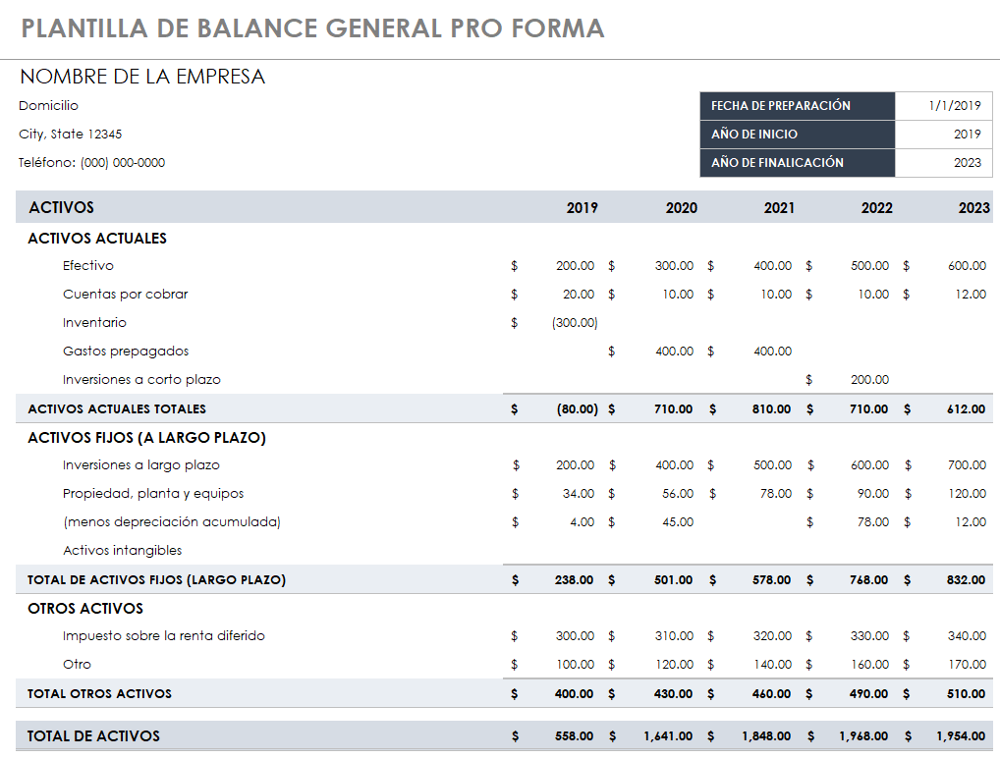 PLANTILLA DE BALANCE GENERAL PRO FORMA
NOMBRE DE LA EMPRESA
Domicilio
City, State 12345
Teléfono: (000) 000-0000
FECHA DE PREPARACIÓN 1/1/2019
AÑO DE INICIO 2019
AÑO DE FINALICACIÓN 2023
ACTIVOS 2019 2020 2021 2022 2023
ACTIVOS ACTUALES
Efectivo $ 200.00 $ 300.00 $ 400.00 $ 500.00 $ 600.00
Cuentas por cobrar $ 20.00 $ 10.00 $ 10.00 $ 10.00 $ 12.00
Inventario $ (300.00)
Gastos prepagados $ 400.00 $ 400.00
Inversiones a corto plazo $ 200.00
ACTIVOS ACTUALES TOTALES $ (80.00) $ 710.00 $ 810.00 $ 710.00 $ 612.00
ACTIVOS FIJOS (A LARGO PLAZO)
Inversiones a largo plazo $ 200.00 $ 400.00 $ 500.00 $ 600.00 $ 700.00
Propiedad, planta y equipos $ 34.00 $ 56.00 $ 78.00 $ 90.00 $ 120.00
(menos depreciación acumulada) $ 4.00 $ 45.00 $ 78.00 $ 12.00
Activos intangibles
TOTAL DE ACTIVOS FIJOS (LARGO PLAZO) $ 238.00 $ 501.00 $ 578.00 $ 768.00 $ 832.00
OTROS ACTIVOS
Impuesto sobre la renta diferido $ 300.00 $ 310.00 $ 320.00 $ 330.00 $ 340.00
Otro $ 100.00 $ 120.00 $ 140.00 $ 160.00 $ 170.00
TOTAL OTROS ACTIVOS $ 400.00 $ 430.00 $ 460.00 $ 490.00 $ 510.00
TOTAL DE ACTIVOS $ 558.00 $ 1,641.00 $ 1,848.00 $ 1,968.00 $ 1,954.00